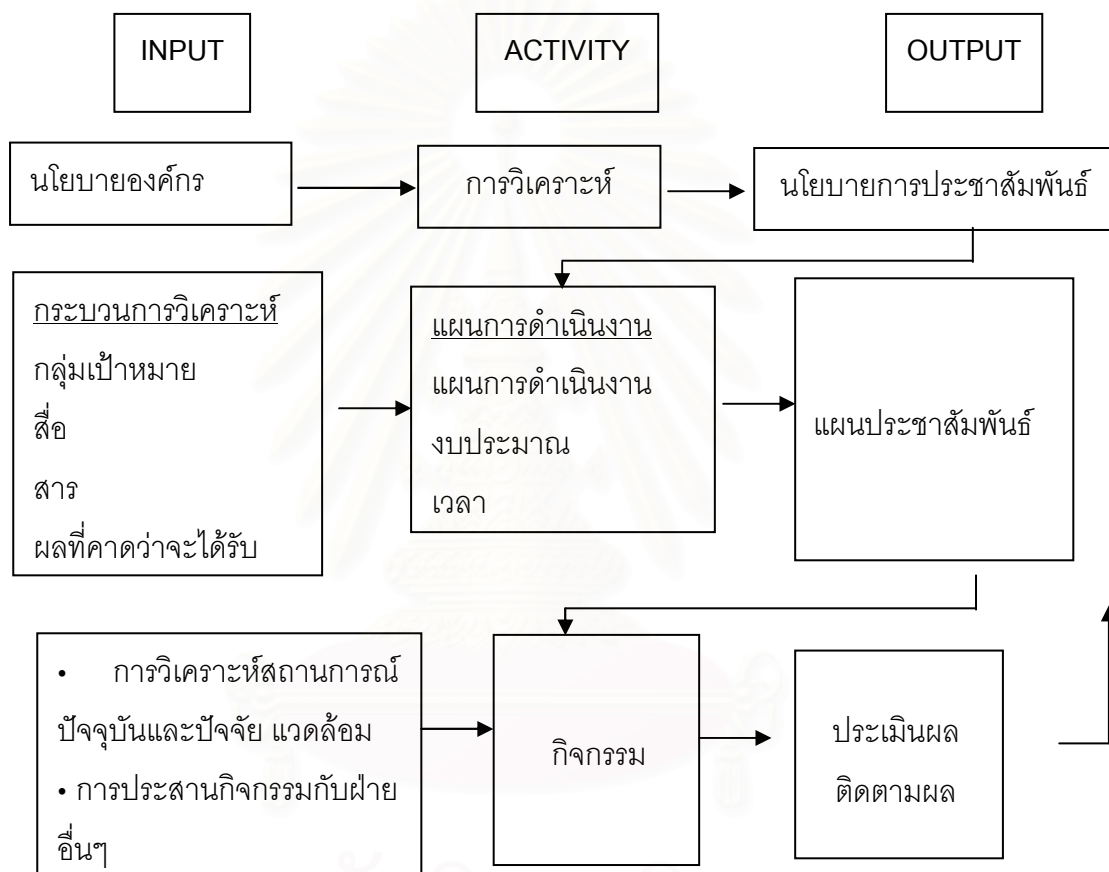 INPUT
ACTIVITY
OUTPUT
นโยบายองค์กร
การวิเคราะห์
นโยบายการประชาสัมพันธ์
กระบวนการวิเคราะห์
กลุ่มเป้าหมาย
สื่อ
สาร
ผลที่คาดว่าจะได้รับ
แผนการดำเนินงาน
แผนการดำเนินงาน
งบประมาณ
เวลา
แผนประชาสัมพันธ์
• การวิเคราะห์สถานการณ์
ปัจจุบันและปัจจัย แวดล้อม
• การประสานกิจกรรมกับฝ่าย
อื่นๆ
กิจกรรม
ประเมินผล
ติดตามผล